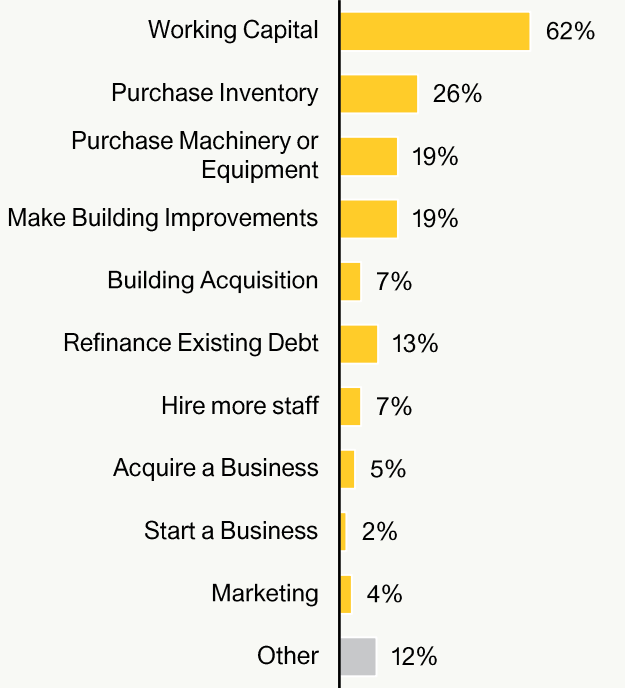 Working Capital 62%
Purchase Inventory 26%
Purchase Machinery or
Equipment 19%
Make Building Improvements 19%
Building Acquisition 7%
Refinance Existing Debt 13%
Hire more staff 7%
Acquire a Business 5%
Start a Business 2%
Marketing 4%
Other 12%